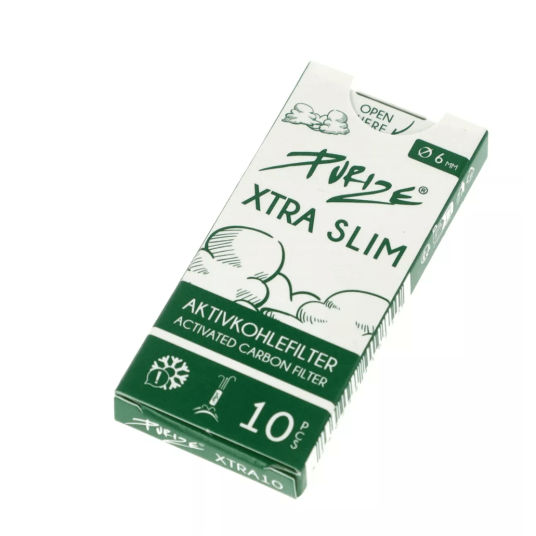 OPEN
HERE
Ø 6 MM
PURIZE®
XTRA SLIM
AKTIVKOHLEFILTER
ACTIVATED CARBON FILTER
10 PCS
PURIZE
XTRA10